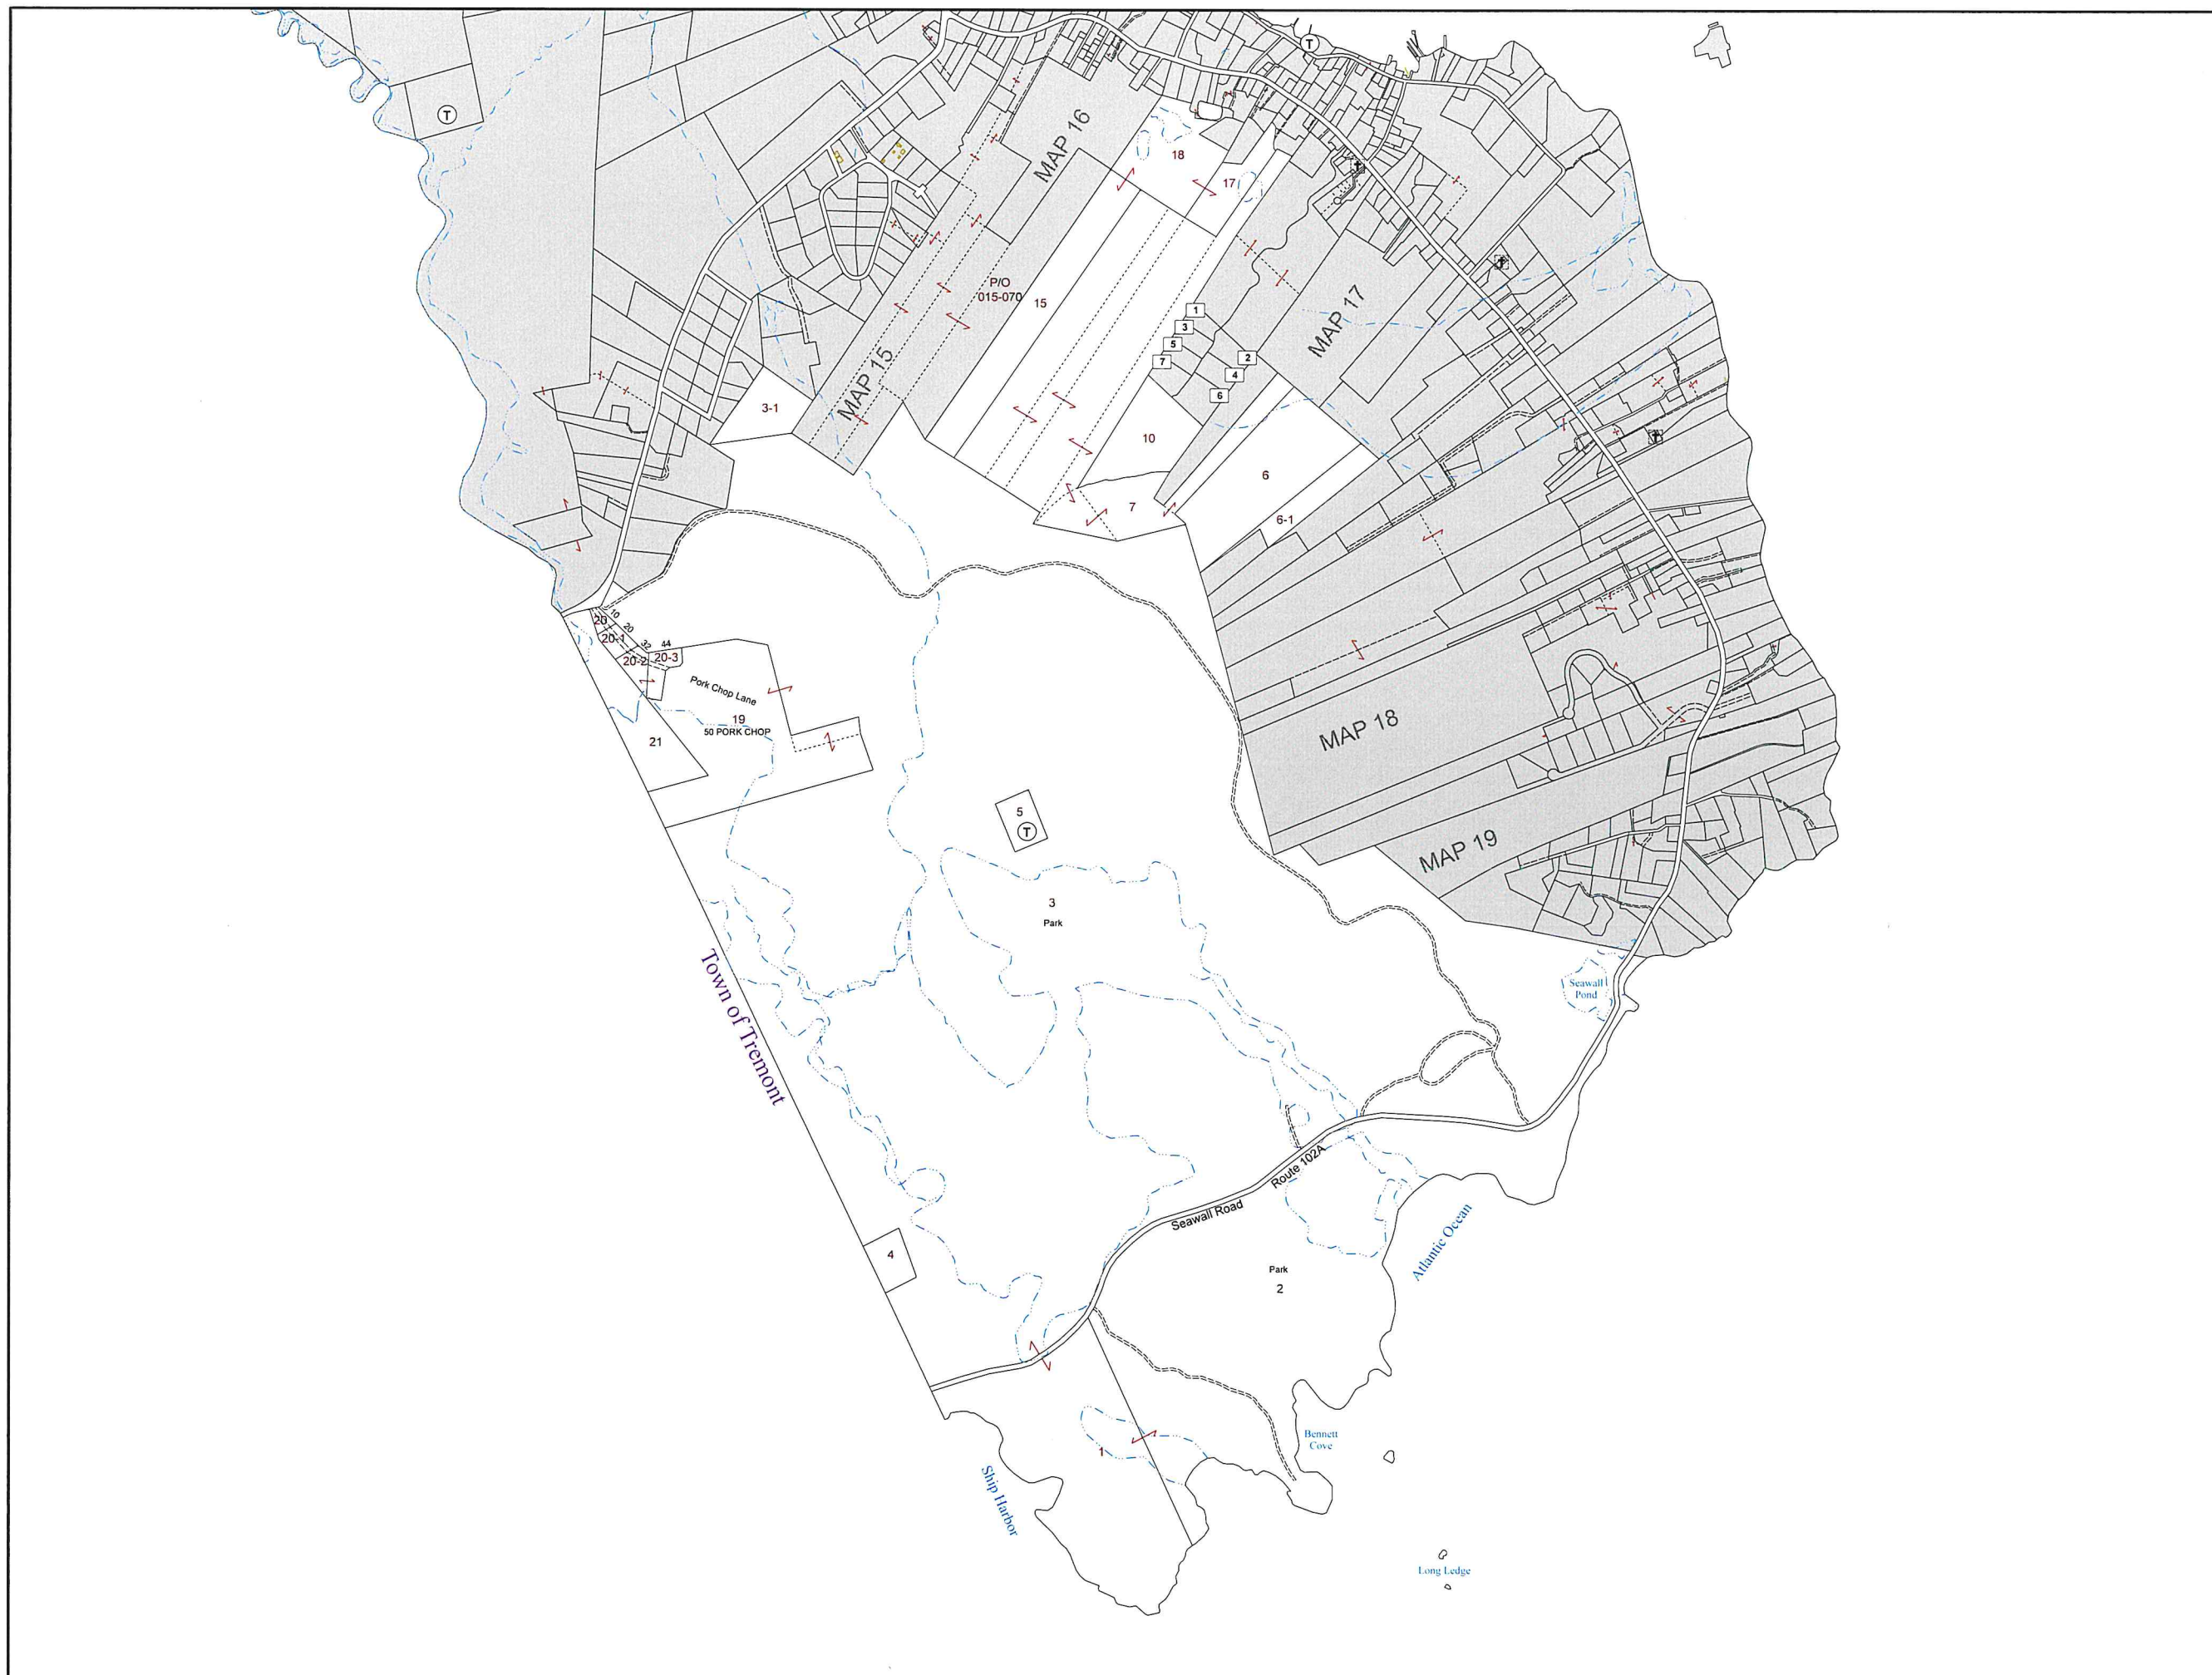 T
T
MAP 16
18
17
P/O
015-070
15
1
3
5
7
2
4
6
MAP 17
MAP 15
3-1
10
7
6
6-1
20
10
20
20-1
32
44
20-2
20-3
Pork Chop Lane
19
50 PORK CHOP
21
MAP 18
MAP 19
5
T
3
Park
Town of Tremont
Seawall
Pond
Route 102A
Seawall Road
Atlantic Ocean
4
Park
2
1
Bennett
Cove
Ship Harbor
Long Ledge